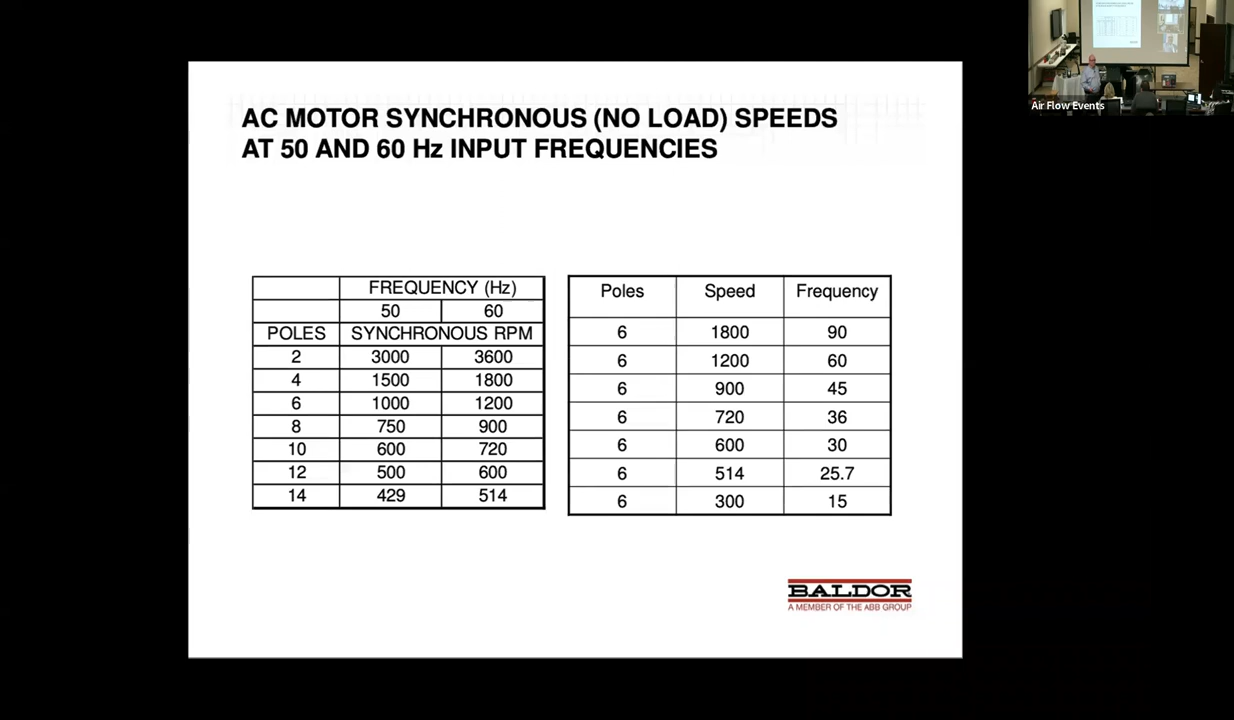 AC MOTOR SYNCHRONOUS (NO LOAD) SPEEDS
AT 50 AND 60 Hz INPUT FREQUENCIES
FREQUENCY (Hz)
50 60
POLES SYNCHRONOUS RPM
2 3000 3600
4 1500 1800
6 1000 1200
8 750 900
10 600 720
12 500 600
14 429 514
Poles Speed Frequency
6 1800 90
6 1200 60
6 900 45
6 720 36
6 600 30
6 514 25.7
6 300 15
BALDOR
A MEMBER OF THE ABB GROUP
Air Flow Events